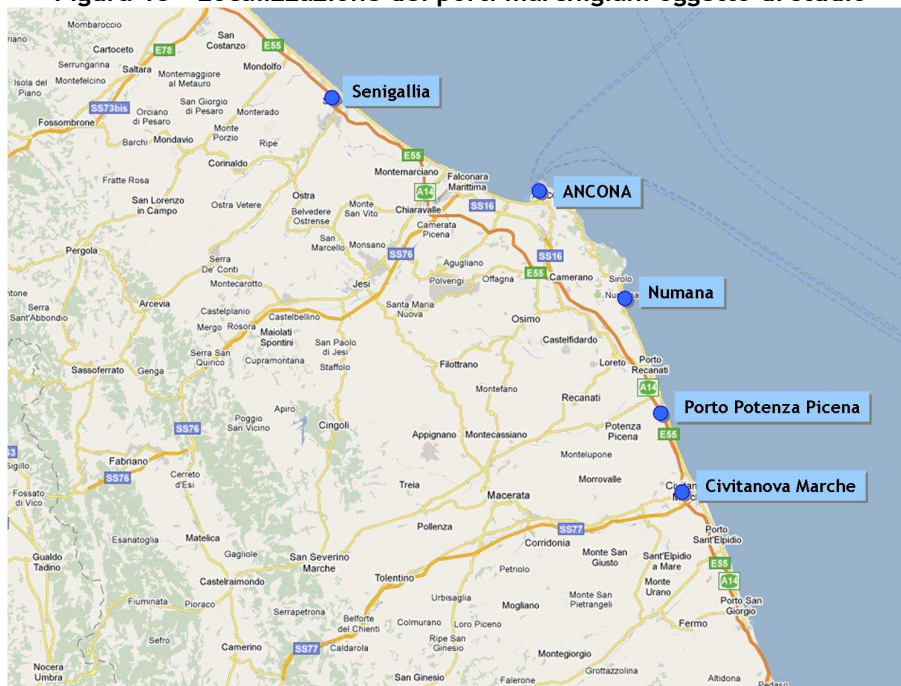 Figura 15 - Localizzazione dei porti marchigiani oggetto di studio
Mombaroccio
San
Costanzo
E55
Cartoceto
E78
Serrungarina
Saltara
Mondolfo
Senigallia
Isola del
Piano
Montefelcino
Montemaggiore
al Metauro
SS73bis
Orciano
di Pesaro
San Giorgio
di Pesaro
Monterado
Fossombrone
Monte
Porzio
Barchi
Mondavio
Ripe
Corinaldo
E55
Montemarciano
Fratte Rosa
Falconara
Marittima
San Lorenzo
in Campo
Ostra
A14
ANCONA
Ostra Vetere
Belvedere
Ostrense
Monte
San Vito
Chiaravalle
SS16
Camerata
Picena
San
Marcello
Monsano
SS76
SS16
Pergola
Serra
De' Conti
Agugliano
Polverigi
Offagna
E55
Camerano
Sirolo
Montecarotto
Jesi
Numana
Serra
Sant'Abbondio
Arcevia
Castelplanio
Castelbellino
Santa Maria
Nuova
Osimo
Mergo
Rosora
Maiolati
Spontini
Castelfidardo
Serra San
Quirico
Cupramontana
San Paolo
di Jesi
Staffolo
Filottrano
Loreto
Porto
Recanati
Sassoferrato
Genga
A14
Montefano
Recanati
Porto Potenza Picena
Apiro
Poggio
San Vicino
Cingoli
SS76
Appignano
Montecassiano
Potenza
Picena
E55
Fabriano
Montelupone
Sigillo
SS76
Cerreto
d'Esi
Treia
Morrovalle
Civitanova Marche
Fossato
di Vico
Macerata
Pollenza
SS77
Porto
Sant'Elpidio
Esanatoglia
Matelica
Corridonia
Gualdo
Tadino
Gagliole
San Severino
Marche
Monte San
Giusto
Sant'Elpidio
a Mare
E55
Castelraimondo
Tolentino
Petriolo
A14
Monte
Urano
Fiuminata
Pioraco
Urbisaglia
Mogliano
Monte San
Pietrangeli
Porto San
Giorgio
Serrapetrona
Belforte
del Chienti
Colmurano
Loro Piceno
Fermo
Sefro
Camerino
SS77
Caldarola
Ripe San
Ginesio
Nocera
Umbra
Montegiorgio
San Ginesio
Falerone
Grottazzolina
Altidona
Pedaso